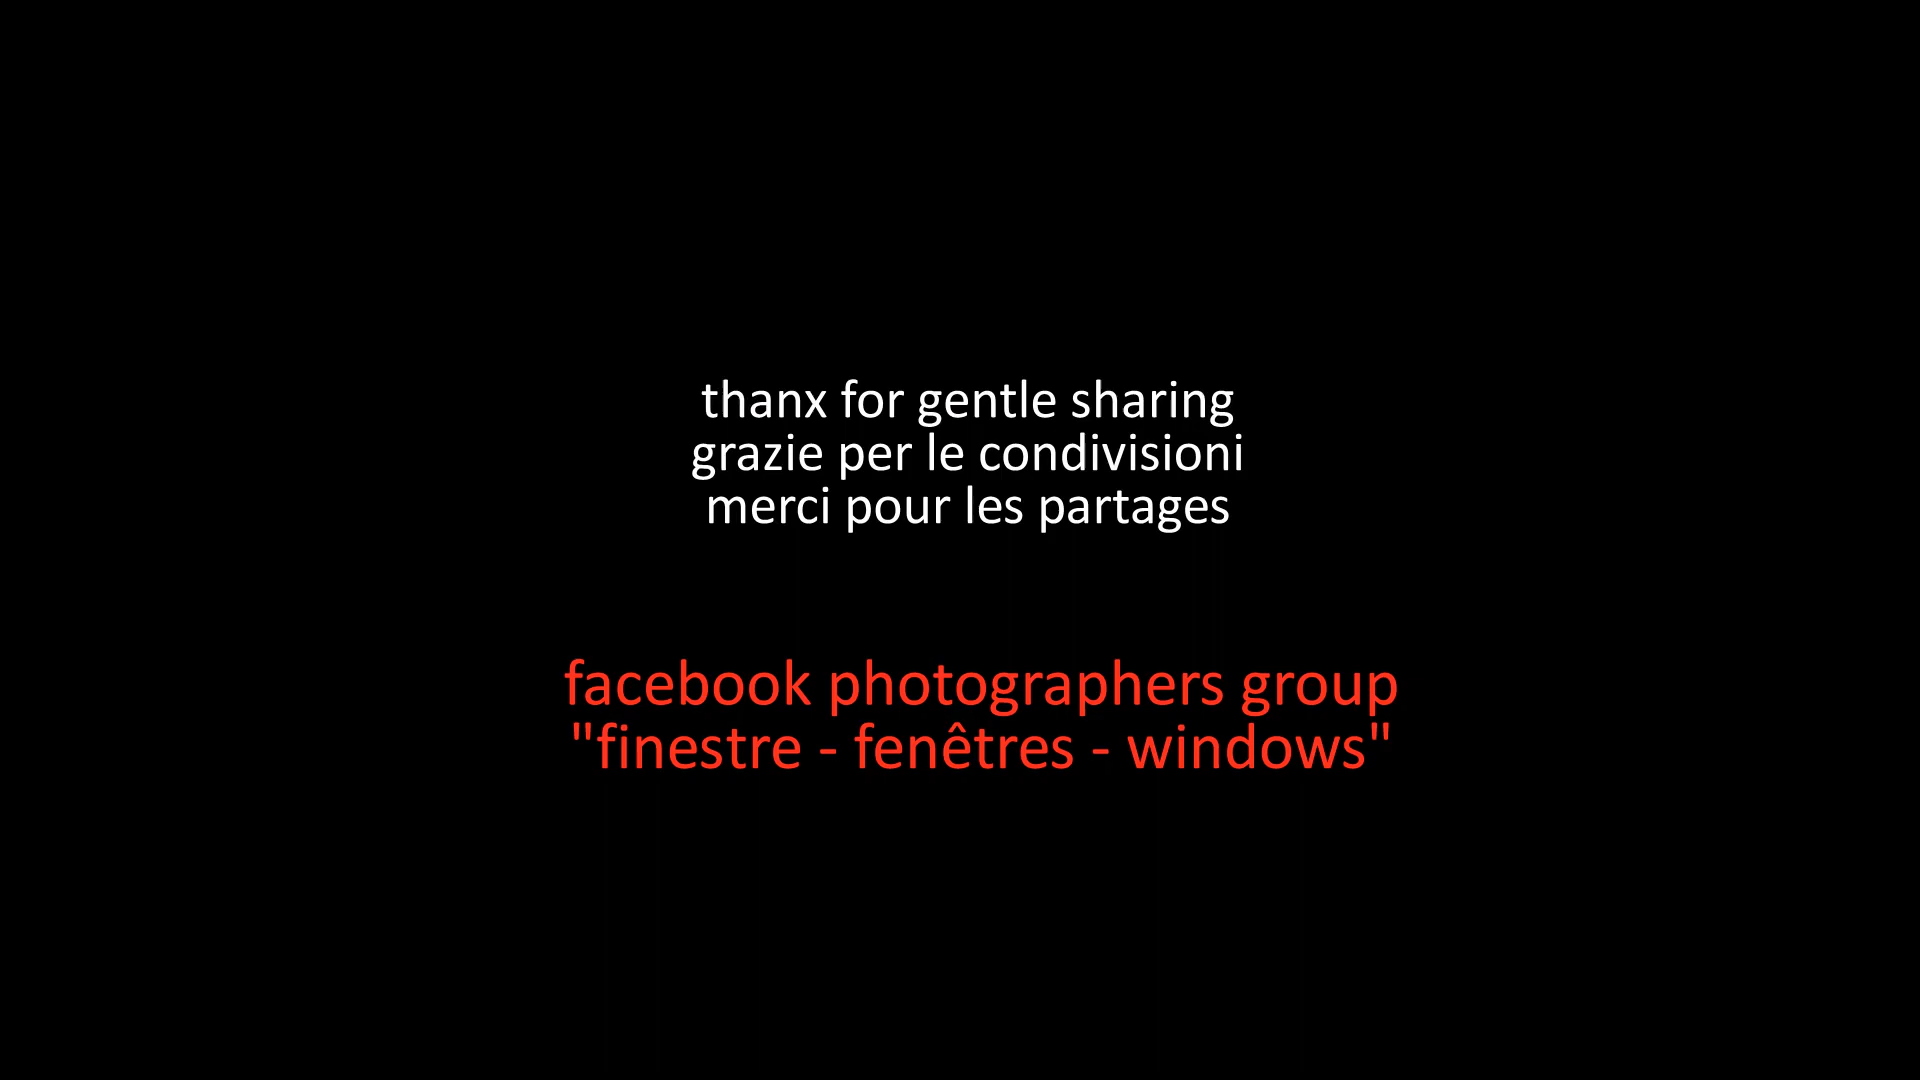 thanx for gentle sharing
grazie per le condivisioni
merci pour les partages
facebook photographers group
"finestre - fenêtres - windows"